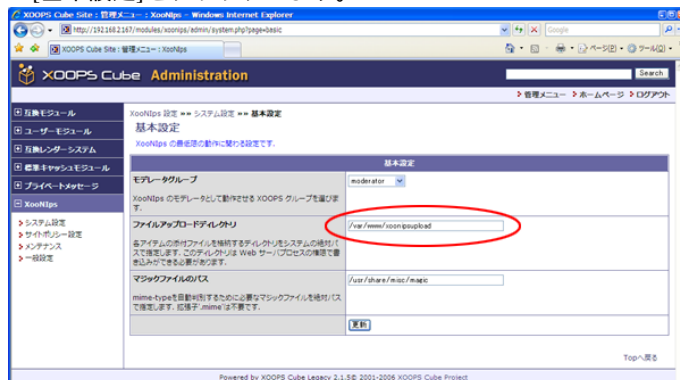 XOOPS Cube Site : 管理メニュー : XooNIps - Windows Internet Explorer
http://192.168.2.167/modules/xoonips/admin/system.php?page=basic
Google
XOOPS Cube Site : 管理メニュー : XooNIps
ページ(P)
ツール(O)
XOOPS Cube Administration
Search
管理メニュー
ホームページ
ログアウト
互換モジュール
ユーザーモジュール
互換レンダーシステム
標準キャッシュモジュール
プライベートメッセージ
XooNIps
システム設定
サイトポリシー設定
メンテナンス
一般設定
XooNIps 設定 »» システム設定 »» 基本設定
基本設定
XooNIps の最低限の動作に関わる設定です.
基本設定
モデレータグループ
moderator
XooNIps のモデレータとして動作させる XOOPS グループを選びます.
ファイルアップロードディレクトリ
/var/www/xoonipsupload
各アイテムの添付ファイルを格納するディレクトリをシステムの絶対パスで指定します. このディレクトリは Web サーバプロセスの権限で書き込みができる必要があります.
マジックファイルのパス
/usr/share/misc/magic
mime-typeを自動判別するために必要なマジックファイルを絶対パスで指定します. 拡張子'.mime'は不要です.
更新
Topへ戻る
Powered by XOOPS Cube Legacy 2.1.5© 2001-2006 XOOPS Cube Project